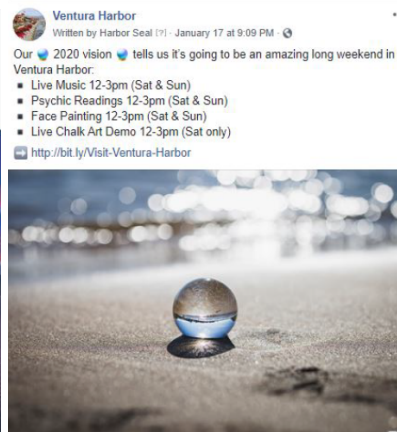 Ventura Harbor
Written by Harbor Seal [?] · January 17 at 9:09 PM ·
Our 🔮 2020 vision 🔮 tells us it's going to be an amazing long weekend in
Ventura Harbor:
▪ Live Music 12-3pm (Sat & Sun)
▪ Psychic Readings 12-3pm (Sat & Sun)
▪ Face Painting 12-3pm (Sat & Sun)
▪ Live Chalk Art Demo 12-3pm (Sat only)
➡ http://bit.ly/Visit-Ventura-Harbor